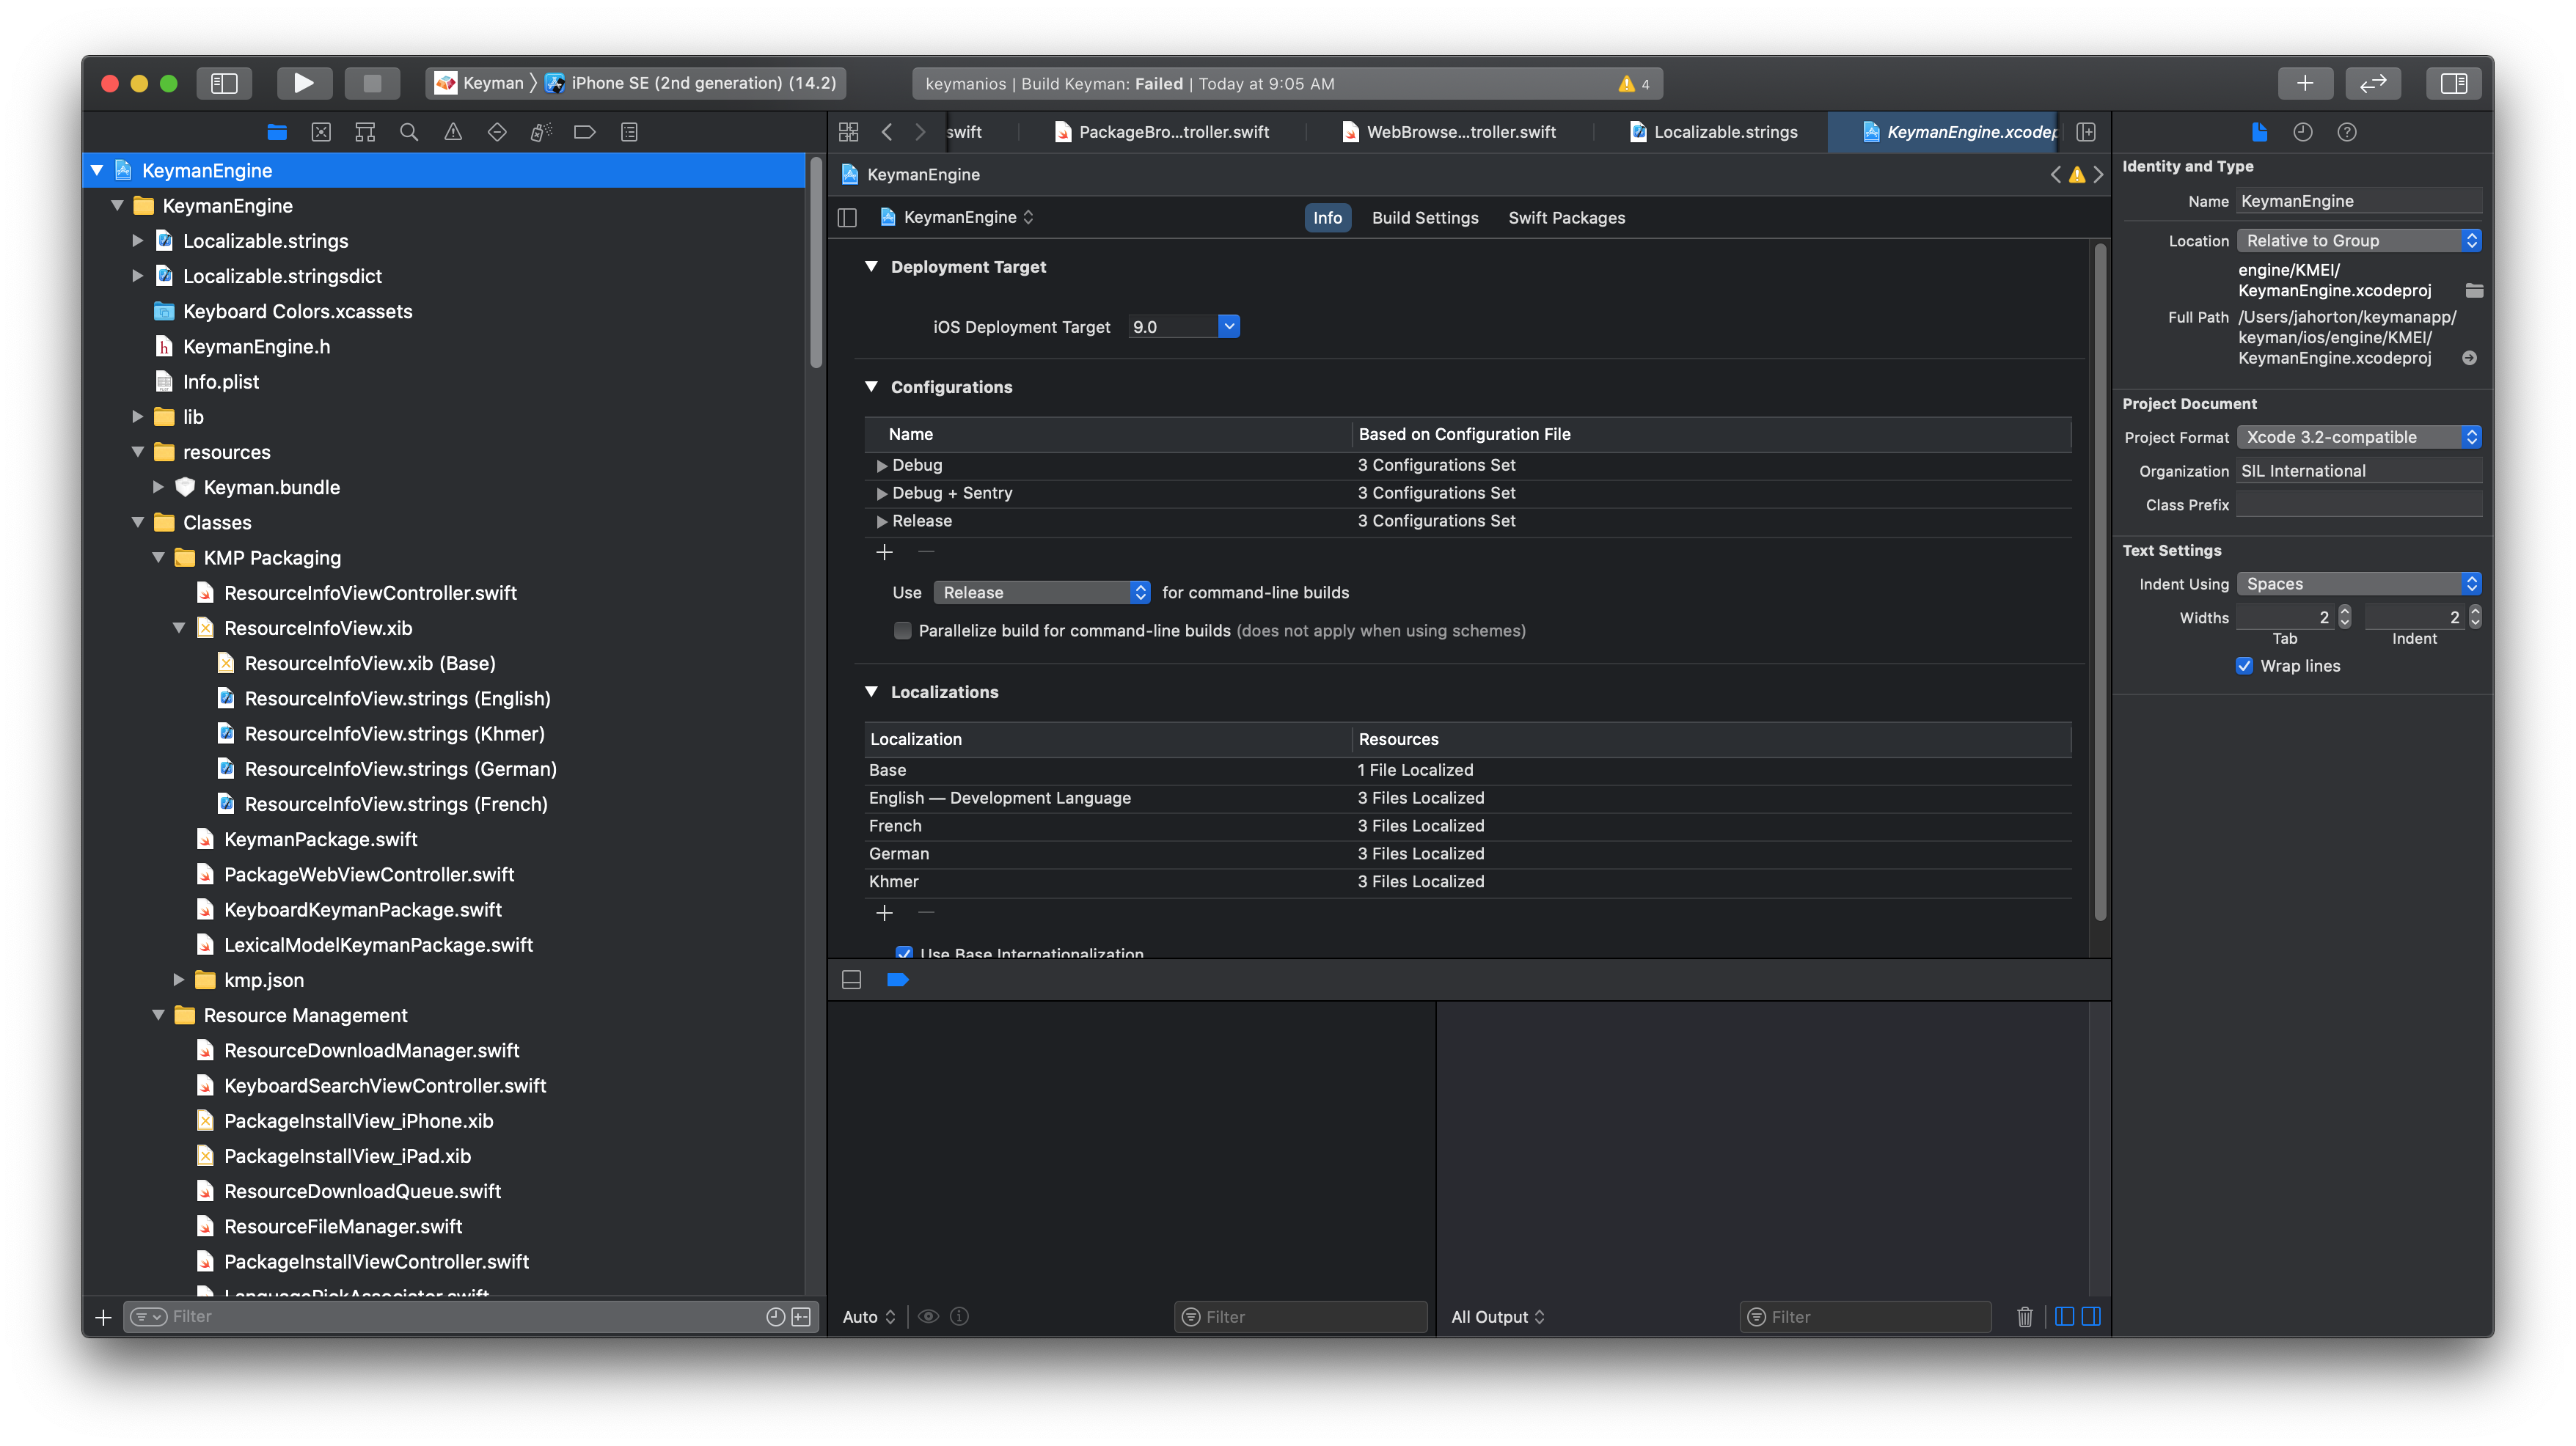 Keyman 〉 iPhone SE (2nd generation) (14.2)
keymanios | Build Keyman: Failed | Today at 9:05 AM
4
swift
PackageBro...troller.swift
WebBrowse...troller.swift
Localizable.strings
KeymanEngine.xcodep
KeymanEngine
KeymanEngine
Localizable.strings
Localizable.stringsdict
Keyboard Colors.xcassets
KeymanEngine.h
Info.plist
lib
resources
Keyman.bundle
Classes
KMP Packaging
ResourceInfoViewController.swift
ResourceInfoView.xib
ResourceInfoView.xib (Base)
ResourceInfoView.strings (English)
ResourceInfoView.strings (Khmer)
ResourceInfoView.strings (German)
ResourceInfoView.strings (French)
KeymanPackage.swift
PackageWebViewController.swift
KeyboardKeymanPackage.swift
LexicalModelKeymanPackage.swift
kmp.json
Resource Management
ResourceDownloadManager.swift
KeyboardSearchViewController.swift
PackageInstallView_iPhone.xib
PackageInstallView_iPad.xib
ResourceDownloadQueue.swift
ResourceFileManager.swift
PackageInstallViewController.swift
LanguagePickAssociator.swift
Filter
KeymanEngine
KeymanEngine
Info
Build Settings
Swift Packages
Deployment Target
iOS Deployment Target 9.0
Configurations
Name Based on Configuration File
Debug 3 Configurations Set
Debug + Sentry 3 Configurations Set
Release 3 Configurations Set
Use Release for command-line builds
Parallelize build for command-line builds (does not apply when using schemes)
Localizations
Localization Resources
Base 1 File Localized
English — Development Language 3 Files Localized
French 3 Files Localized
German 3 Files Localized
Khmer 3 Files Localized
Use Base Internationalization
Auto
Filter
All Output
Filter
Identity and Type
Name KeymanEngine
Location Relative to Group
engine/KMEI/
KeymanEngine.xcodeproj
Full Path /Users/jahorton/keymanapp/
keyman/ios/engine/KMEI/
KeymanEngine.xcodeproj
Project Document
Project Format Xcode 3.2-compatible
Organization SIL International
Class Prefix
Text Settings
Indent Using Spaces
Widths 2 2
Tab Indent
Wrap lines